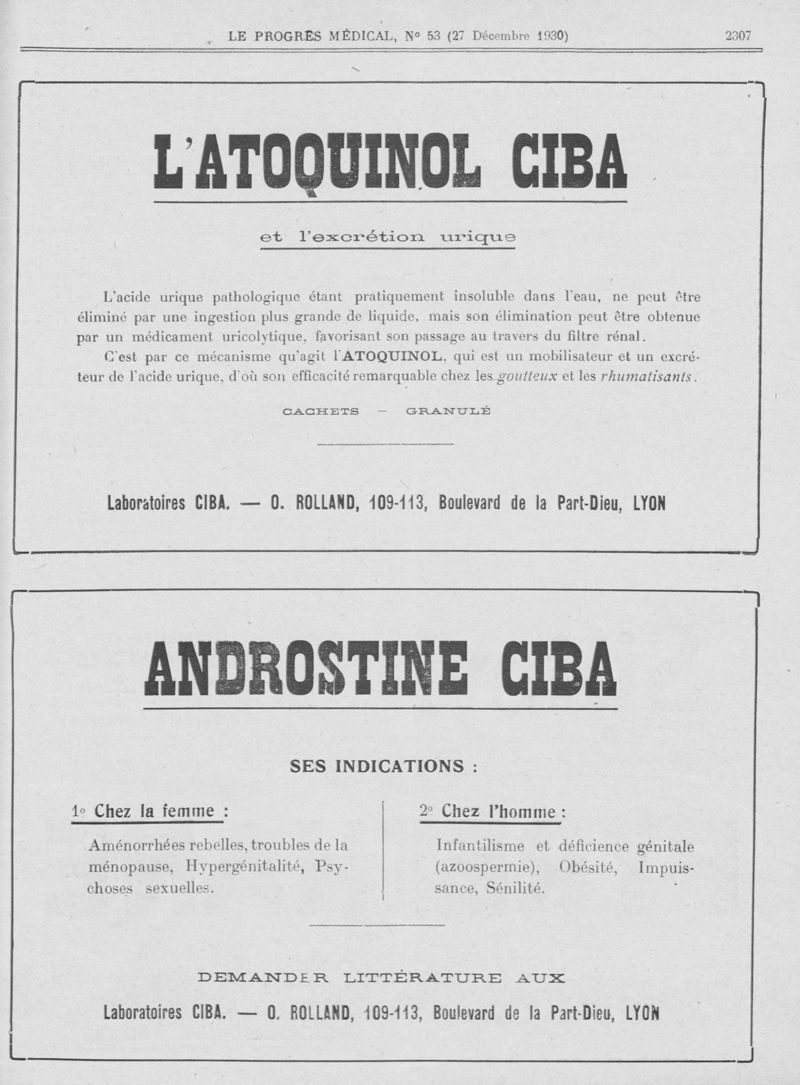 LE PROGRÈS MÉDICAL, Nº 53 (27 Décembre 1930)
2307
L'ATOQUINOL CIBA
et l'excrétion urique
L'acide urique pathologique étant pratiquement insoluble dans l'eau, ne peut être
éliminé par une ingestion plus grande de liquide, mais son élimination peut être obtenue
par un médicament uricolytique, favorisant son passage au travers du filtre rénal.
C'est par ce mécanisme qu'agit l'ATOQUINOL, qui est un mobilisateur et un excré-
teur de l'acide urique, d'où son efficacité remarquable chez les goutteux et les rhumatisants.
CACHETS — GRANULÉ
Laboratoires CIBA. — O. ROLLAND, 109-113, Boulevard de la Part-Dieu, LYON
ANDROSTINE CIBA
SES INDICATIONS :
1º Chez la femme :
Aménorrhées rebelles, troubles de la
ménopause, Hypergénitalité, Psy-
choses sexuelles.
2º Chez l'homme :
Infantilisme et déficience génitale
(azoospermie), Obésité, Impuis-
sance, Sénilité.
DEMANDER LITTÉRATURE AUX
Laboratoires CIBA. — O. ROLLAND, 109-113, Boulevard de la Part-Dieu, LYON